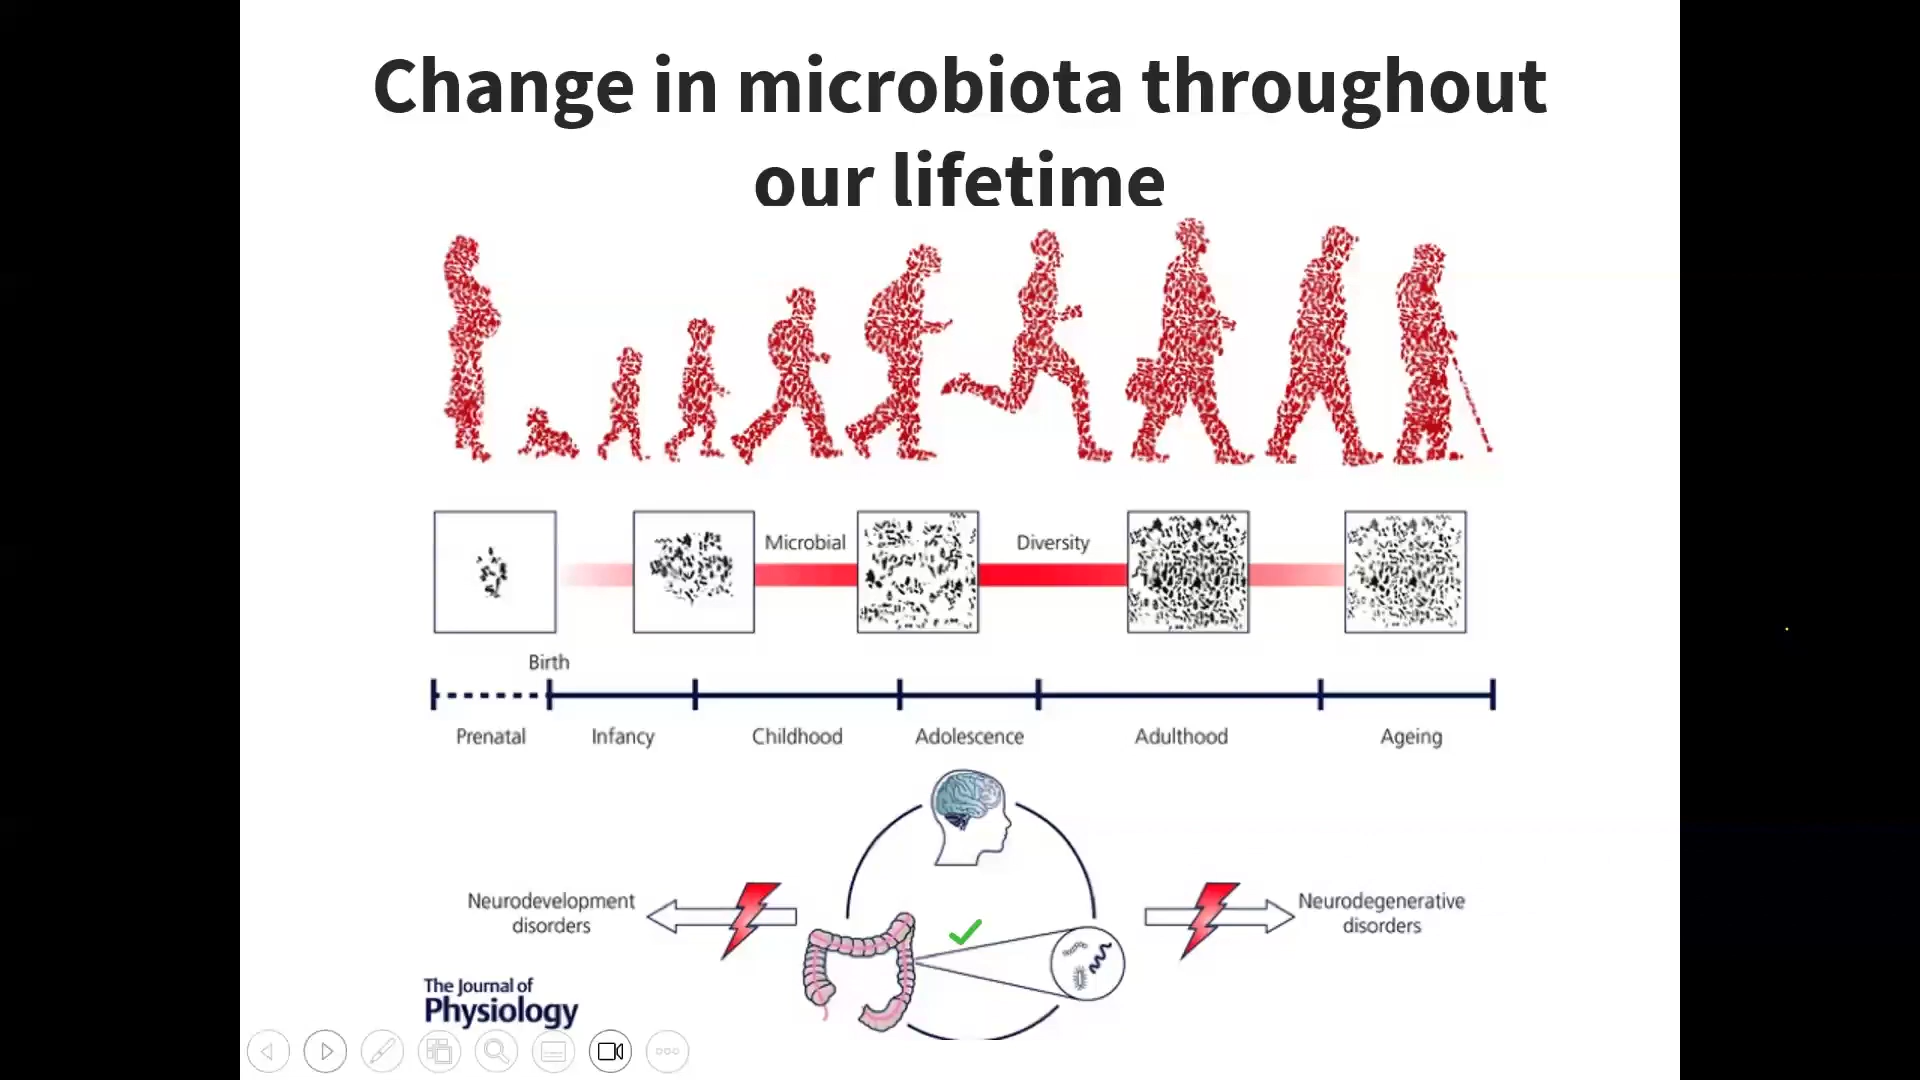 Change in microbiota throughout
our lifetime
Microbial
Diversity
Birth
Prenatal
Infancy
Childhood
Adolescence
Adulthood
Ageing
Neurodevelopment
disorders
Neurodegenerative
disorders
The Journal of
Physiology